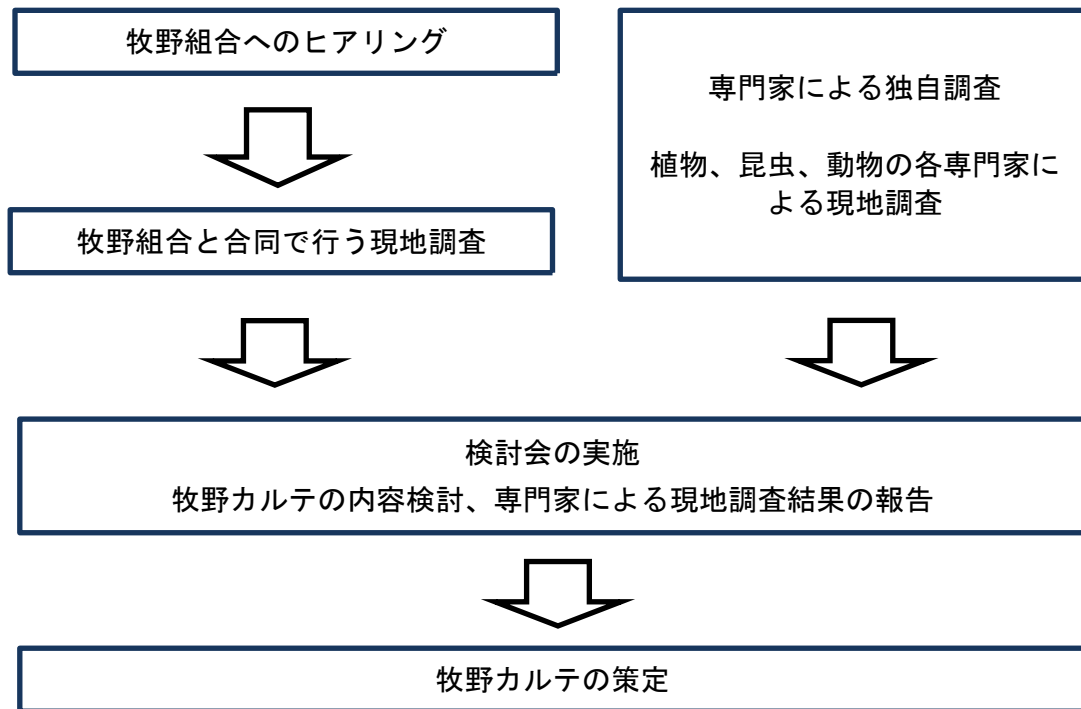 牧野組合へのヒアリング
牧野組合と合同で行う現地調査
専門家による独自調査
植物、昆虫、動物の各専門家に
よる現地調査
検討会の実施
牧野カルテの内容検討、専門家による現地調査結果の報告
牧野カルテの策定